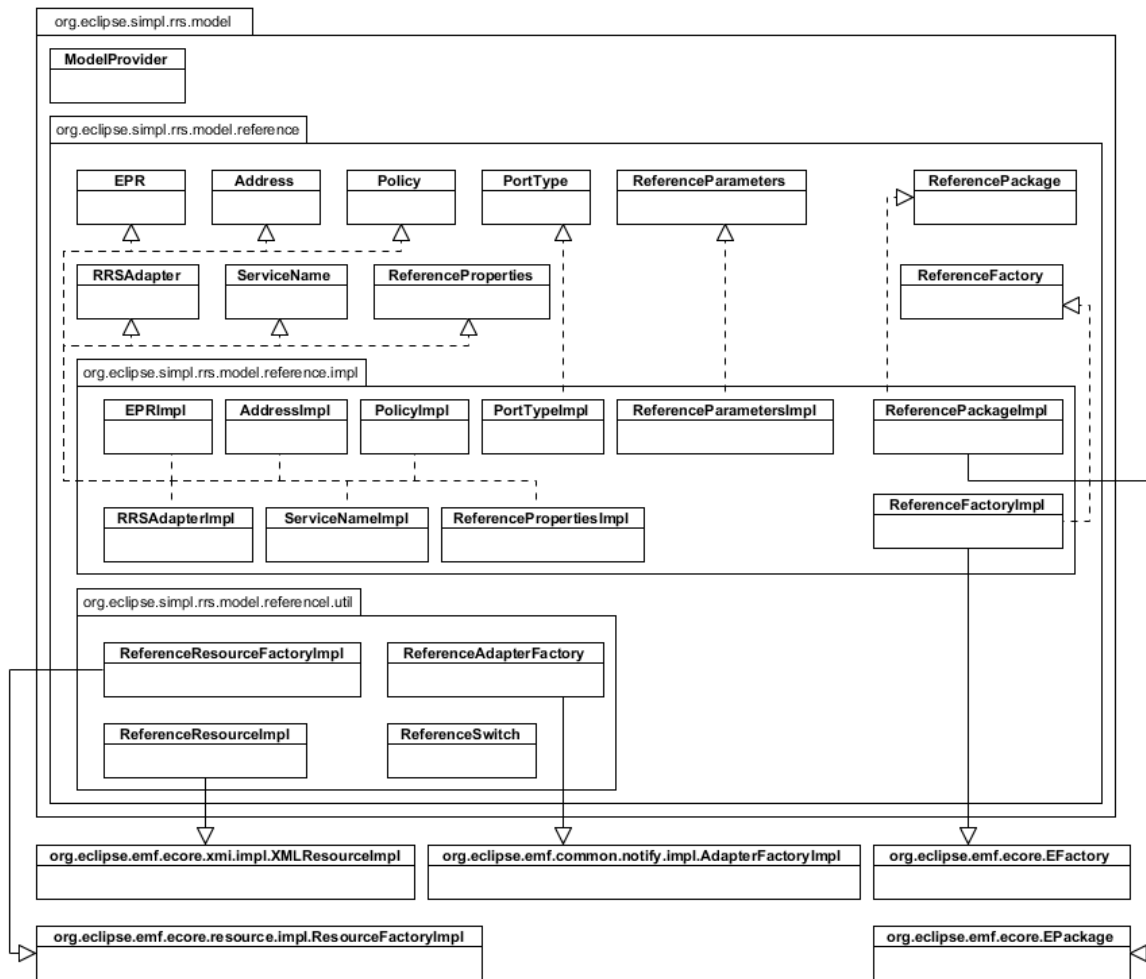 org.eclipse.simpl.rrs.model
ModelProvider
org.eclipse.simpl.rrs.model.reference
EPR
Address
Policy
PortType
ReferenceParameters
ReferencePackage
RRSAdapter
ServiceName
ReferenceProperties
ReferenceFactory
org.eclipse.simpl.rrs.model.reference.impl
EPRImpl
AddressImpl
PolicyImpl
PortTypeImpl
ReferenceParametersImpl
ReferencePackageImpl
RRSAdapterImpl
ServiceNameImpl
ReferencePropertiesImpl
ReferenceFactoryImpl
org.eclipse.simpl.rrs.model.referencel.util
ReferenceResourceFactoryImpl
ReferenceAdapterFactory
ReferenceResourceImpl
ReferenceSwitch
org.eclipse.emf.ecore.xmi.impl.XMLResourceImpl
org.eclipse.emf.common.notify.impl.AdapterFactoryImpl
org.eclipse.emf.ecore.EFactory
org.eclipse.emf.ecore.resource.impl.ResourceFactoryImpl
org.eclipse.emf.ecore.EPackage